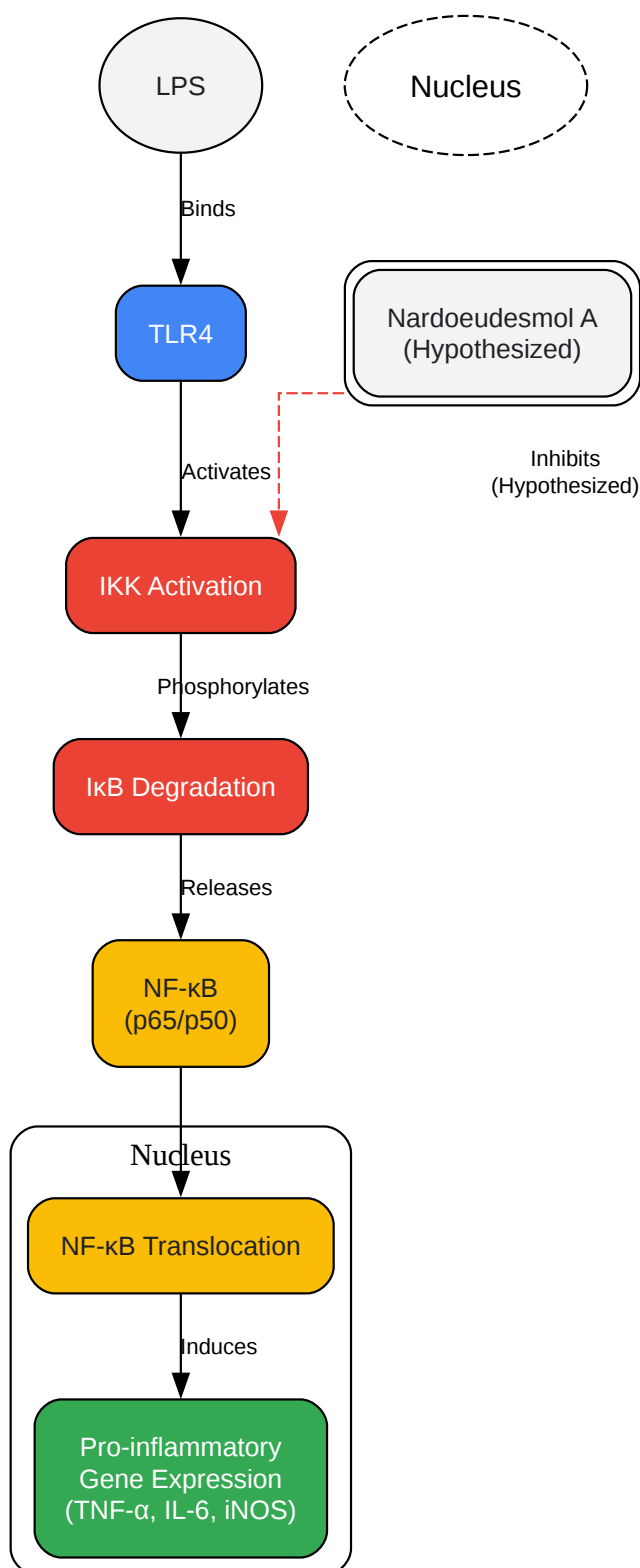 LPS
Nucleus
Binds
TLR4
Nardoeudesmol A
(Hypothesized)
Activates
Inhibits
(Hypothesized)
IKK Activation
Phosphorylates
IκB Degradation
Releases
NF-κB
(p65/p50)
Nucleus
NF-κB Translocation
Induces
Pro-inflammatory
Gene Expression
(TNF-α, IL-6, iNOS)